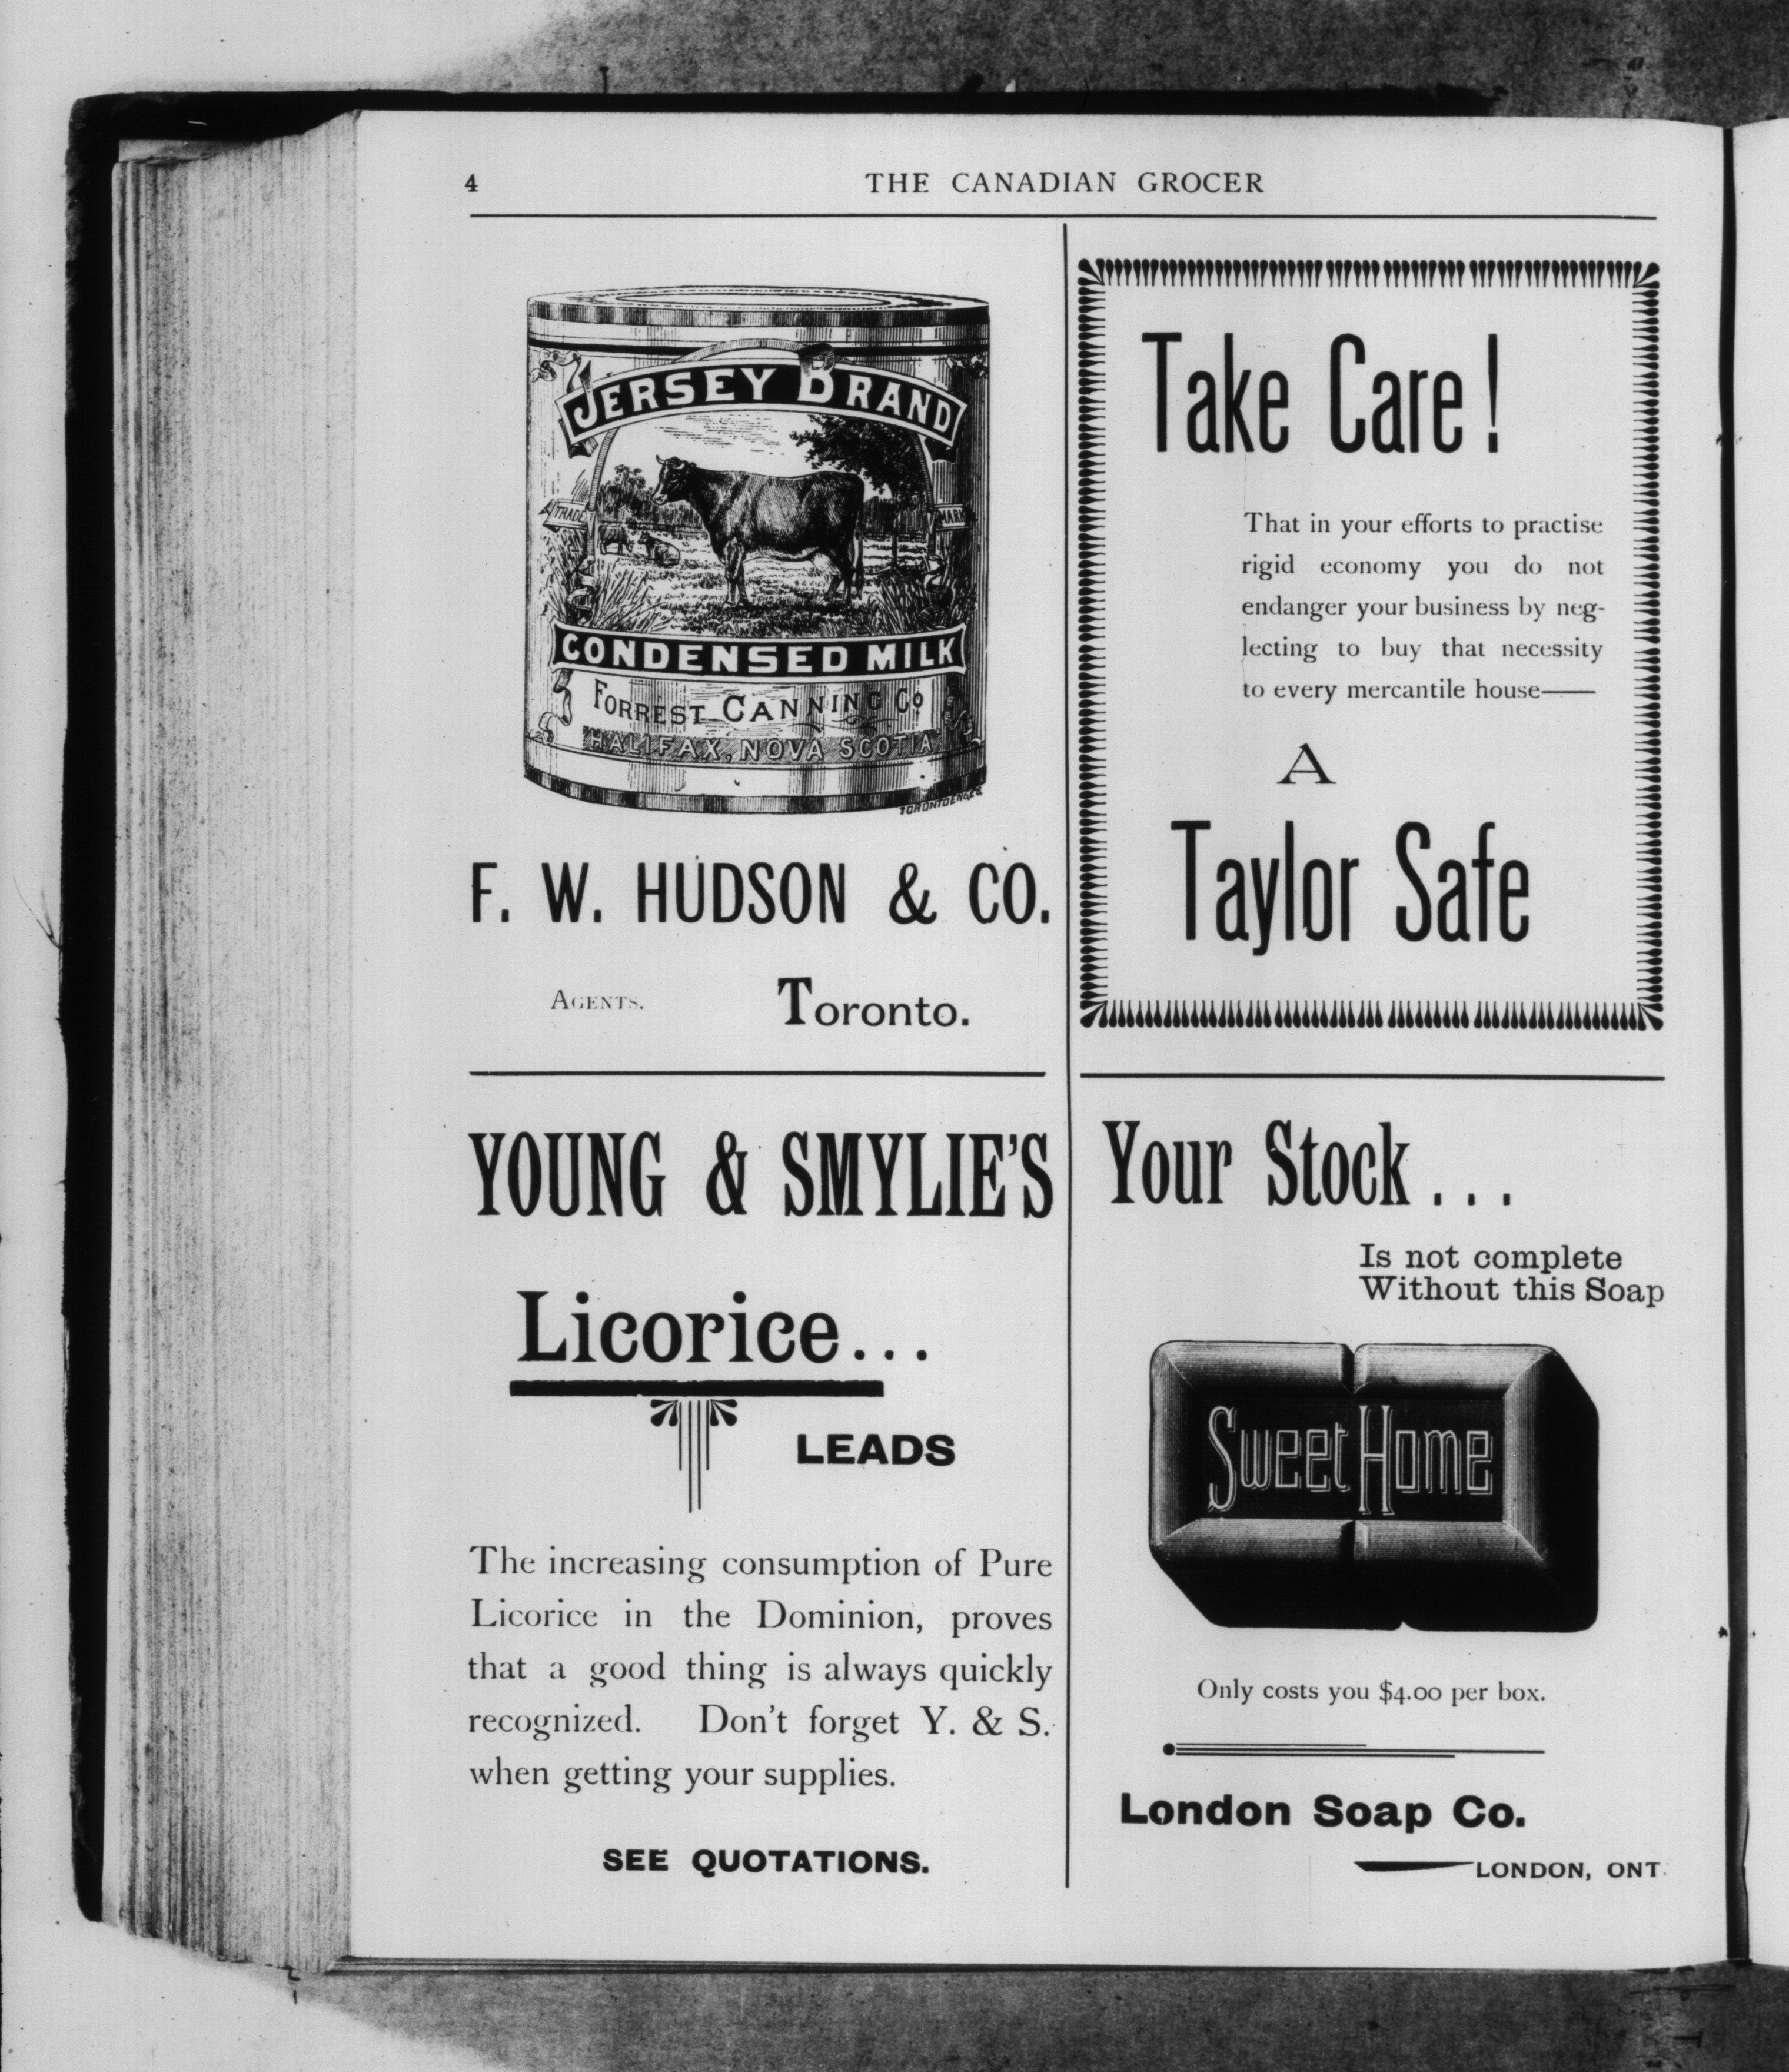 4
THE CANADIAN GROCER
JERSEY BRAND
TRADE MARK
CONDENSED MILK
FORREST CANNING CO
HALIFAX, NOVA SCOTIA
F. W. HUDSON & CO.
AGENTS. Toronto.
YOUNG & SMYLIE'S
Licorice...
LEADS
The increasing consumption of Pure
Licorice in the Dominion, proves
that a good thing is always quickly
recognized. Don't forget Y. & S.
when getting your supplies.
SEE QUOTATIONS.
Take Care!
That in your efforts to practise
rigid economy you do not
endanger your business by neg-
lecting to buy that necessity
to every mercantile house——
A
Taylor Safe
Your Stock...
Is not complete
Without this Soap
Sweet Home
Only costs you $4.00 per box.
London Soap Co.
LONDON, ONT.